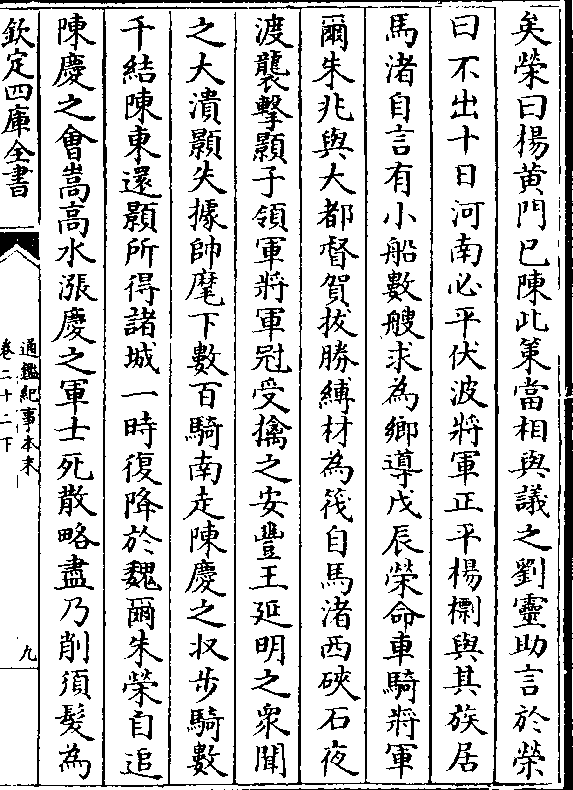 矣榮曰楊黄門已陳此策當相與議之劉靈助言於榮
曰不出十日河南必平伏波將軍正平楊㯹與其族居
馬渚自言有小船數艘求為鄉導戊辰榮命車騎將軍
爾朱兆與大都督賀拔勝縛材為筏自馬渚西硤石夜
渡襲擊顥子領軍將軍冠受擒之安豐王延明之衆聞
之大潰顥失據帥麾下數百騎南走陳慶之收步騎數
千結陳東還顥所得諸城一時復降於魏爾朱榮自追
陳慶之會嵩高水漲慶之軍士死散略盡乃削須髮為
欽定四庫全書
通鑑紀事本末
卷二十二下
九